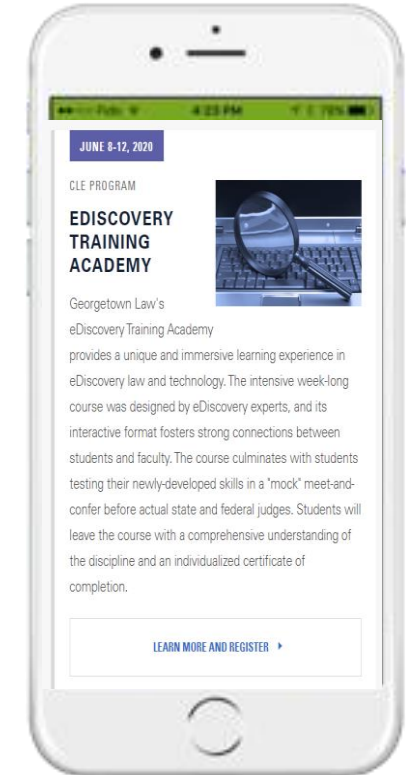 4:23 PM
JUNE 8-12, 2020
CLE PROGRAM
EDISCOVERY
TRAINING
ACADEMY
Georgetown Law's
eDiscovery Training Academy
provides a unique and immersive learning experience in
eDiscovery law and technology. The intensive week-long
course was designed by eDiscovery experts, and its
interactive format fosters strong connections between
students and faculty. The course culminates with students
testing their newly-developed skills in a "mock" meet-and-
confer before actual state and federal judges. Students will
leave the course with a comprehensive understanding of
the discipline and an individualized certificate of
completion.
LEARN MORE AND REGISTER